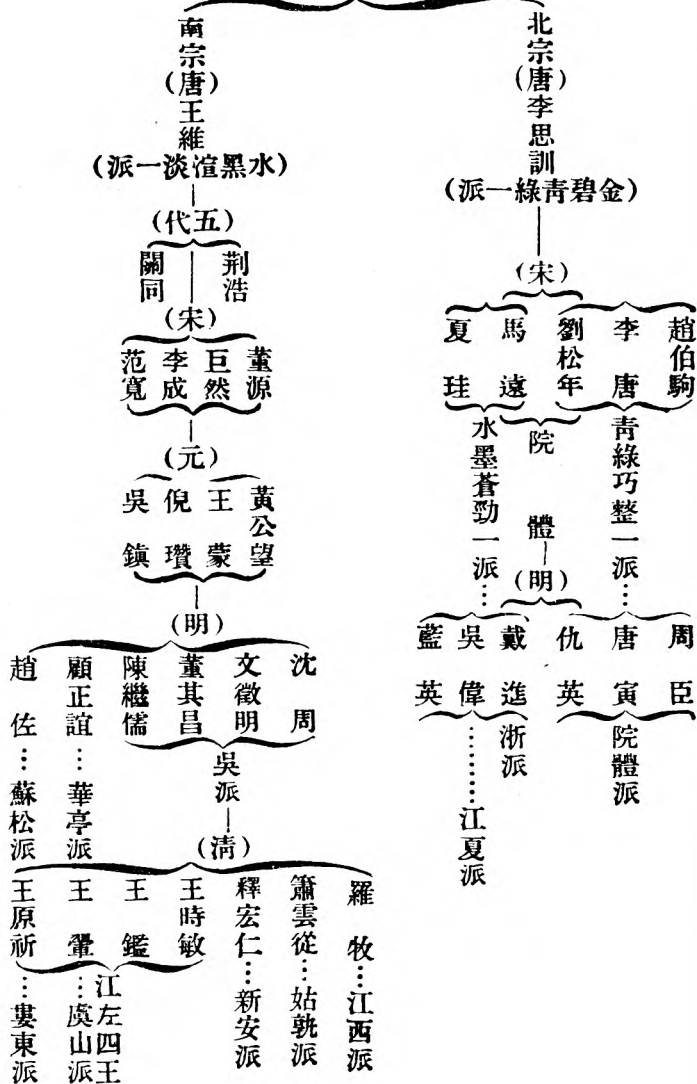 北宗(唐)李思訓
(派一綠靑碧金)
(宋)
趙伯駒
李唐
劉松年
馬遠
夏珪
靑綠巧整一派⋯
院體
水墨蒼勁一派⋯
(明)
周臣
唐寅
仇英
戴進
吳偉
藍英
院體派
浙派
⋯⋯⋯江夏派
南宗(唐)王維
(派一淡渲黑水)
(代五)
荆浩
關同
(宋)
董源
巨然
李成
范寬
(元)
黃公望
王蒙
倪瓚
吳鎮
(明)
沈周
文徵明
董其昌
陳繼儒
顧正誼⋯華亭派
趙佐⋯蘇松派
吳派
(淸)
羅牧⋯江西派
簫雲從⋯姑孰派
釋宏仁⋯新安派
王時敏
王鑑
王翬⋯虞山派
王原祈⋯婁東派
江左四王